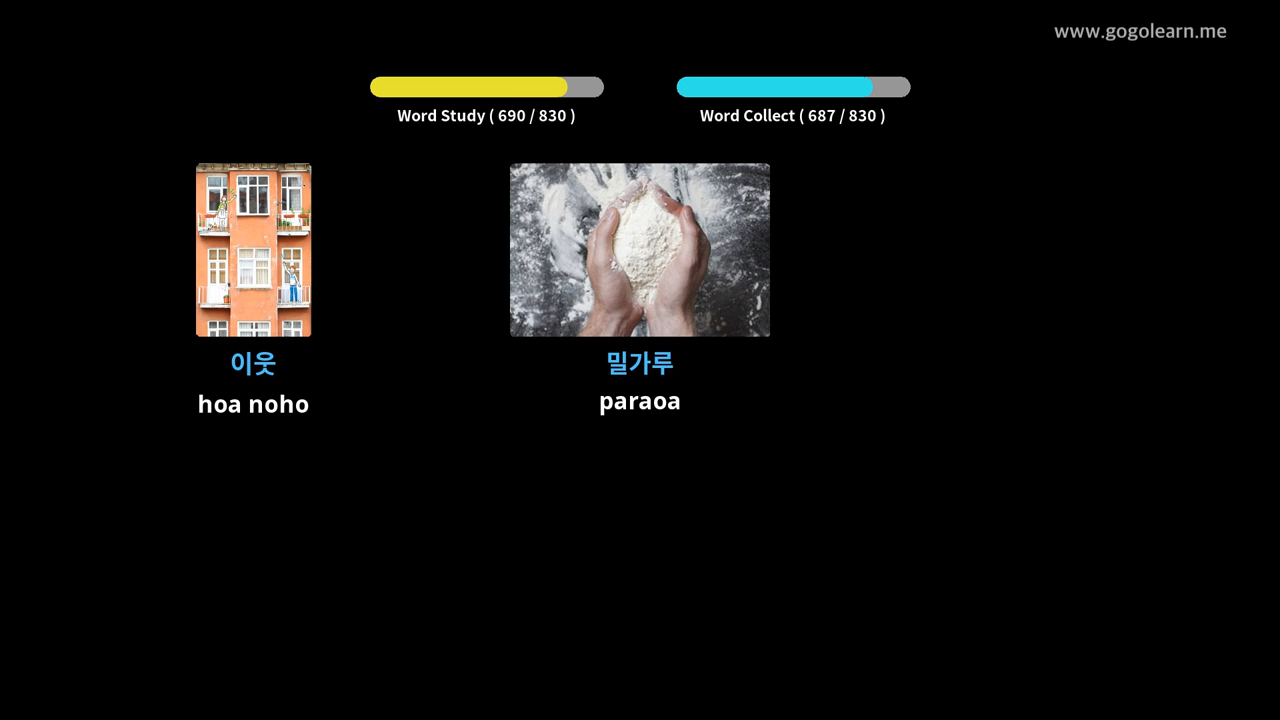 www.gogolearn.me
Word Study ( 690 / 830 )
Word Collect ( 687 / 830 )
이웃
hoa noho
밀가루
paraoa